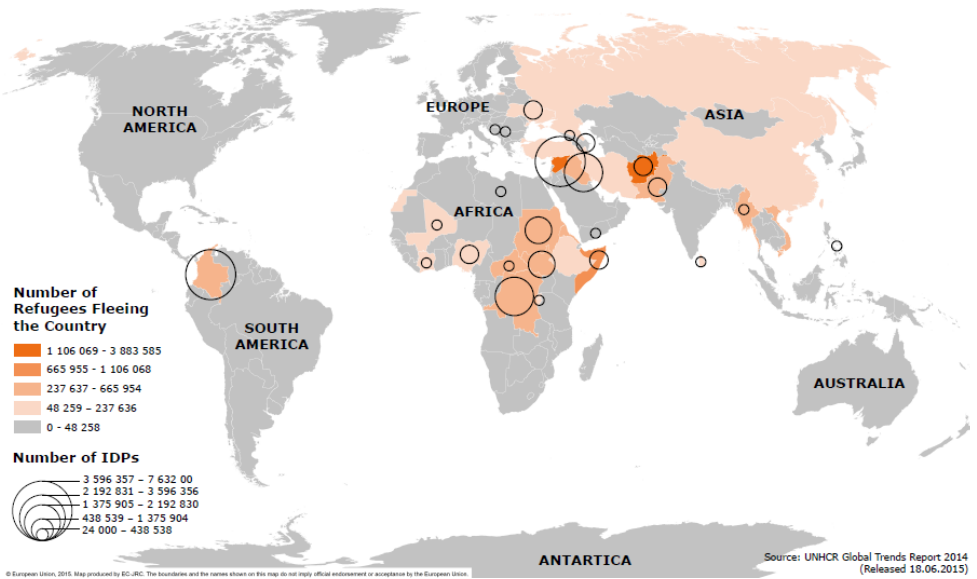 NORTH
AMERICA
EUROPE
ASIA
AFRICA
SOUTH
AMERICA
AUSTRALIA
ANTARTICA
Number of
Refugees Fleeing
the Country
1 106 069 - 3 883 585
665 955 - 1 106 068
237 637 - 665 954
48 259 – 237 636
0 - 48 258
Number of IDPs
3 596 357 – 7 632 00
2 192 831 – 3 596 356
1 375 905 – 2 192 830
438 539 – 1 375 904
24 000 – 438 538
Source: UNHCR Global Trends Report 2014
(Released 18.06.2015)
© European Union, 2015. Map produced by EC-JRC. The boundaries and the names shown on this map do not imply official endorsement or acceptance by the European Union.